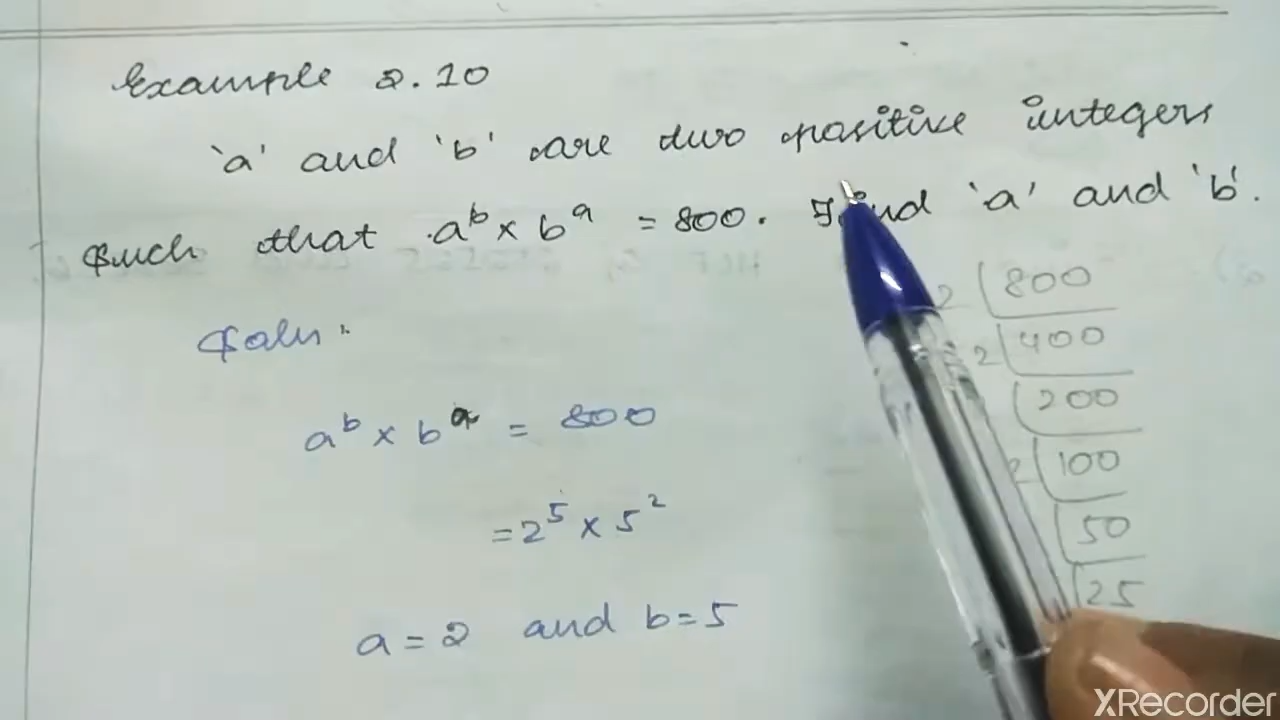 Example 2.10
'a' and 'b' are two positive integers
such that a^b × b^a = 800. Find 'a' and 'b'.
Soln:
a^b × b^a = 800
= 2^5 × 5^2
a = 2 and b = 5
2 800
2 400
200
2 100
50
25
XRecorder